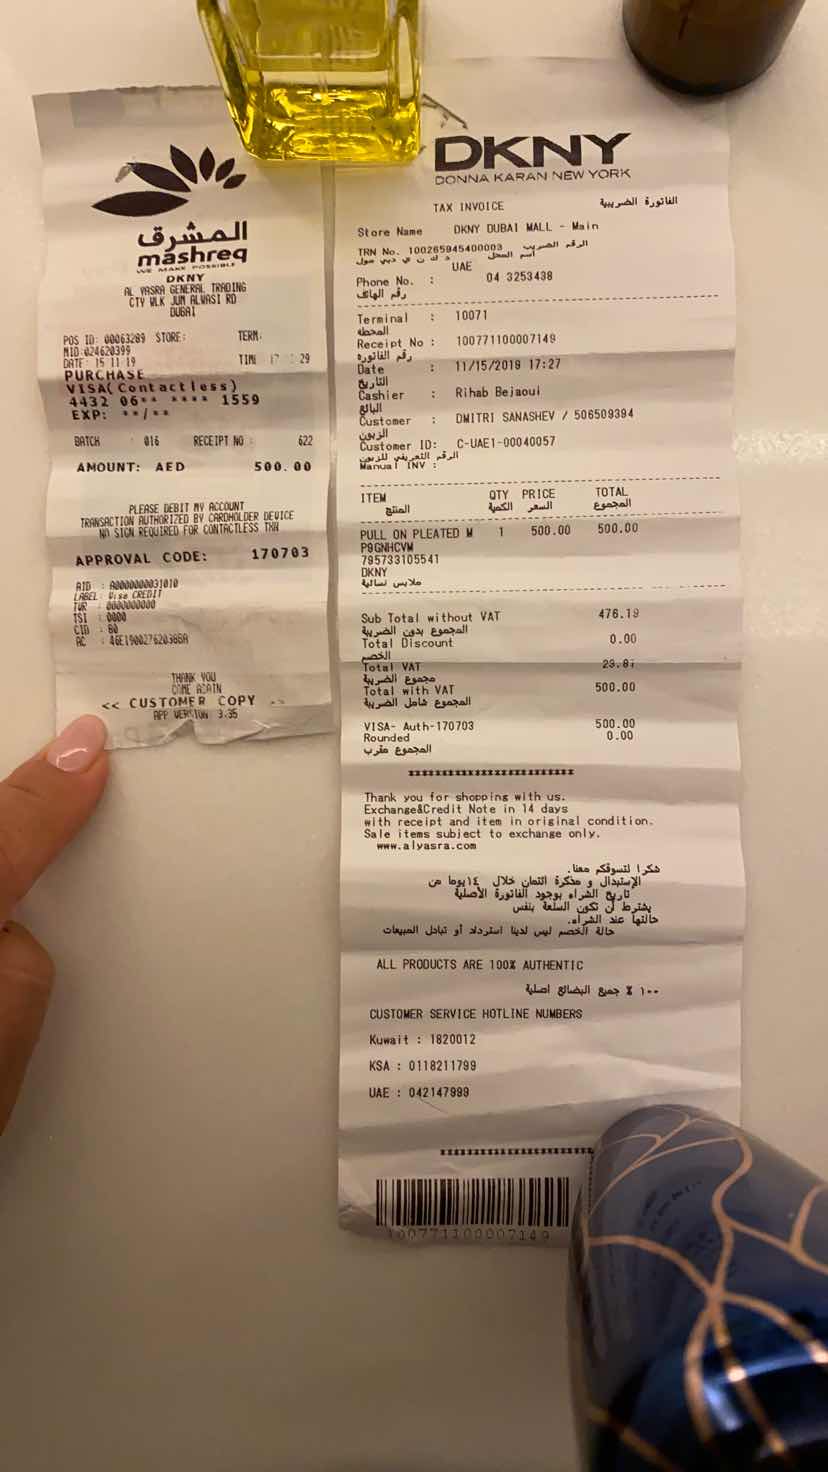 المشرق
mashreq
WE MAKE POSSIBLE
DKNY
AL YASRA GENERAL TRADING
CTY WLK JUM ALWASI RD
DUBAI
POS ID: 00063289 STORE: TERM:
MID:024620399
DATE: 15 11 19 TIME 17 29
PURCHASE
VISA(Contactless)
4432 06** **** 1559
EXP: **/**
BATCH : 016 RECEIPT NO : 622
AMOUNT: AED 500.00
PLEASE DEBIT MY ACCOUNT
TRANSACTION AUTHORIZED BY CARDHOLDER DEVICE
NO SIGN REQUIRED FOR CONTACTLESS TXN
APPROVAL CODE: 170703
AID : A0000000031010
LABEL: Visa CREDIT
TVR : 0000000000
TSI : 0000
CID : 80
AC : 46E190027620386A
THANK YOU
COME AGAIN
<< CUSTOMER COPY >>
APP VERSION 3.35
DKNY
DONNA KARAN NEW YORK
TAX INVOICE الفاتورة الضريبية
Store Name DKNY DUBAI MALL - Main
TRN No. 100265945400003 الرقم الضريبي
اسم المحل د ك ن ي دبي مول
UAE
Phone No. : 04 3253438
رقم الهاتف
Terminal : 10071
المحطه
Receipt No : 100771100007149
رقم الفاتوره
Date : 11/15/2019 17:27
التاريخ
Cashier : Rihab Bejaoui
البائع
Customer : DMITRI SANASHEV / 506509394
الزبون
Customer ID: C-UAE1-00040057
الرقم التعريفي للزبون
Manual INV :
ITEM QTY PRICE TOTAL
المنتج الكمية السعر المجموع
PULL ON PLEATED M 1 500.00 500.00
P9GNHCVM
795733105541
DKNY
ملابس نسائية
Sub Total without VAT 476.19
المجموع بدون الضريبة
Total Discount 0.00
الخصم
Total VAT 23.81
مجموع الضريبة
Total with VAT 500.00
المجموع شامل الضريبة
VISA- Auth-170703 500.00
Rounded 0.00
المجموع مقرب
************************
Thank you for shopping with us.
Exchange&Credit Note in 14 days
with receipt and item in original condition.
Sale items subject to exchange only.
www.alyasra.com
شكرا لتسوقكم معنا.
الإستبدال و مذكرة ائتمان خلال ١٤يوما من
تاريخ الشراء بوجود الفاتورة الأصلية
يشترط أن تكون السلعة بنفس
حالتها عند الشراء.
حالة الخصم ليس لدينا استرداد أو تبادل المبيعات
ALL PRODUCTS ARE 100% AUTHENTIC
١٠٠ % جميع البضائع اصلية
CUSTOMER SERVICE HOTLINE NUMBERS
Kuwait : 1820012
KSA : 0118211799
UAE : 042147999
************************
100771100007149